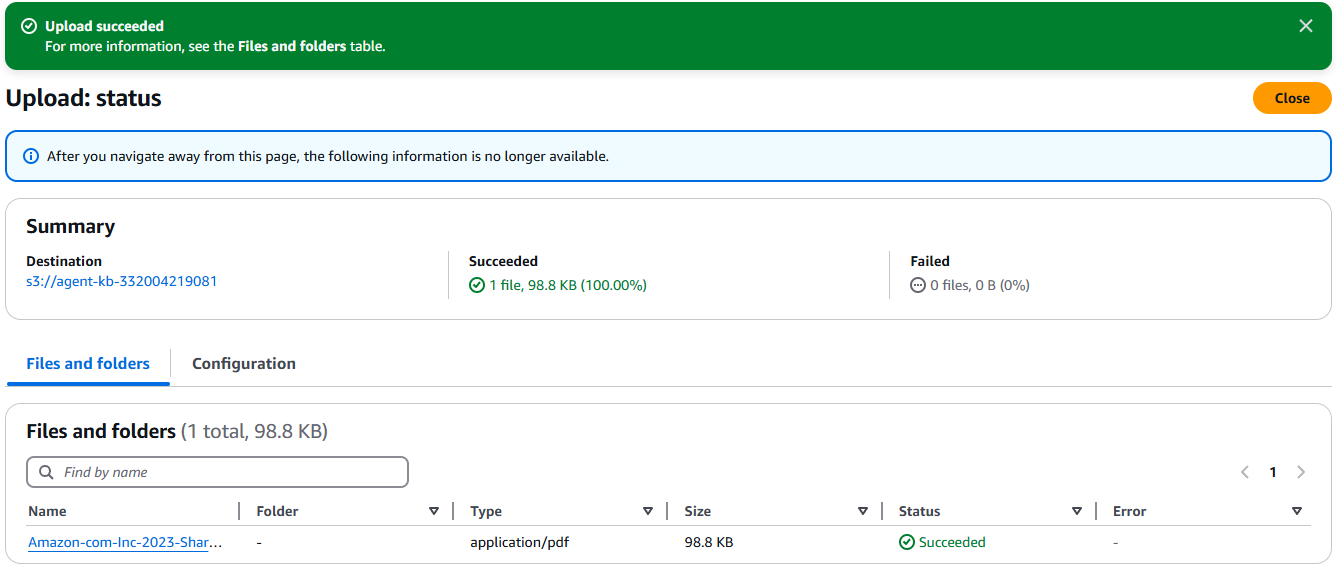 Upload succeeded
For more information, see the Files and folders table.
Upload: status
Close
After you navigate away from this page, the following information is no longer available.
Summary
Destination
s3://agent-kb-332004219081
Succeeded
1 file, 98.8 KB (100.00%)
Failed
0 files, 0 B (0%)
Files and folders
Configuration
Files and folders (1 total, 98.8 KB)
Find by name
1
Name Folder Type Size Status Error
Amazon-com-Inc-2023-Shar... - application/pdf 98.8 KB Succeeded -